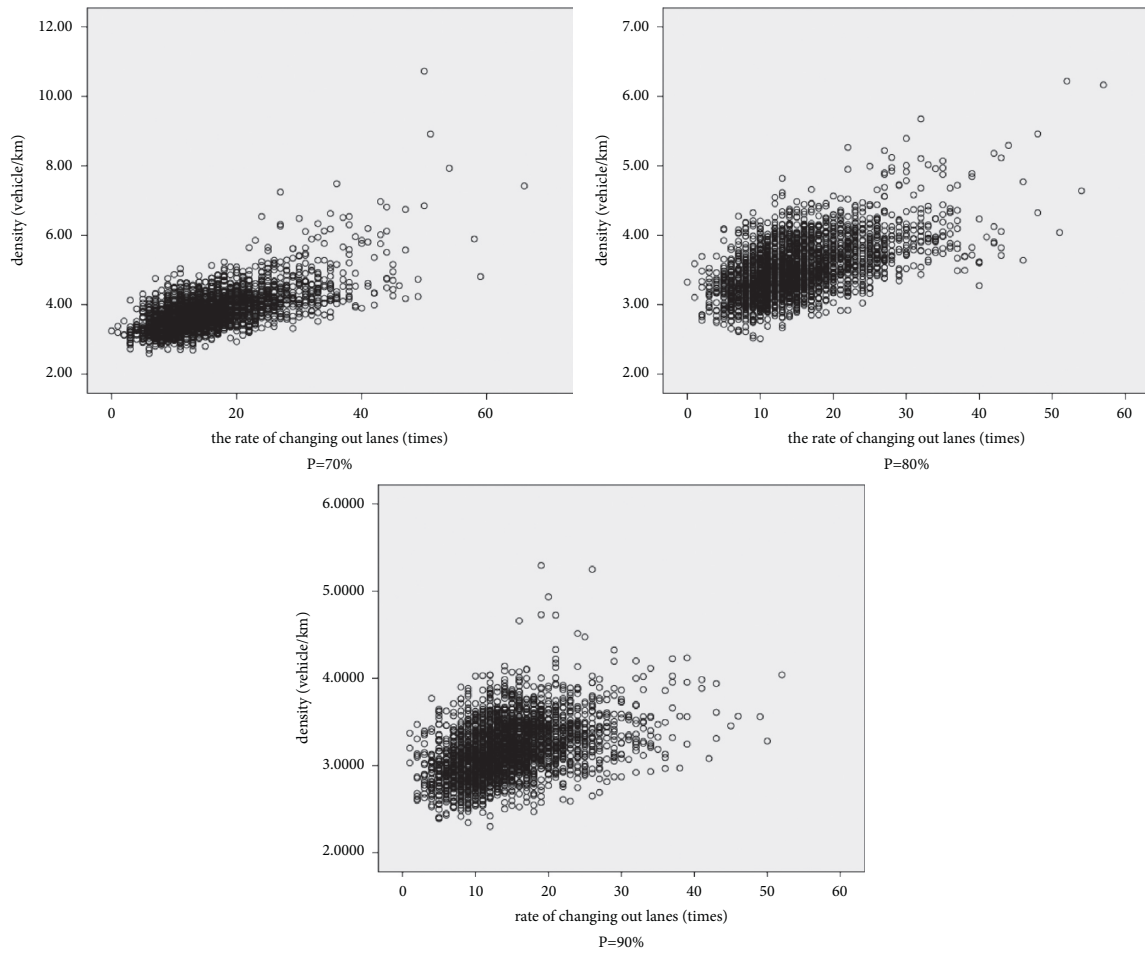 12.00
10.00
8.00
6.00
4.00
2.00
density (vehicle/km)
0 20 40 60
the rate of changing out lanes (times)
P=70%
7.00
6.00
5.00
4.00
3.00
2.00
density (vehicle/km)
0 10 20 30 40 50 60
the rate of changing out lanes (times)
P=80%
6.0000
5.0000
4.0000
3.0000
2.0000
density (vehicle/km)
0 10 20 30 40 50 60
rate of changing out lanes (times)
P=90%